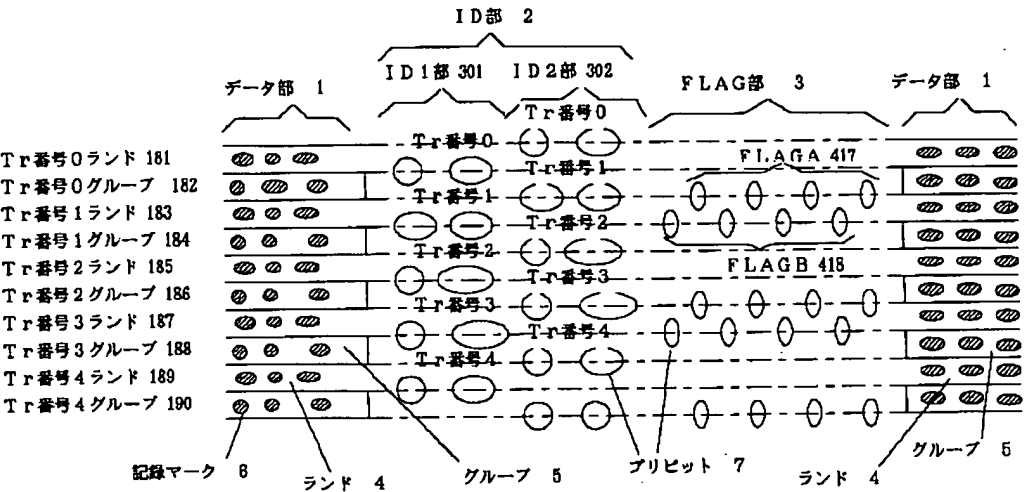 ID部 2
ID1部 301 ID2部 302
データ部 1
FLAG部 3
データ部 1
Tr番号0
Tr番号0
Tr番号0ランド 181
Tr番号1
FLAGA 417
Tr番号0グルーブ 182
Tr番号1
Tr番号1ランド 183
Tr番号2
Tr番号1グルーブ 184
Tr番号2
FLAGB 418
Tr番号2ランド 185
Tr番号3
Tr番号2グルーブ 186
Tr番号3
Tr番号3ランド 187
Tr番号4
Tr番号3グルーブ 188
Tr番号4
Tr番号4ランド 189
Tr番号4グルーブ 190
記録マーク 6
ランド 4
グルーブ 5
プリピット 7
ランド 4
グルーブ 5